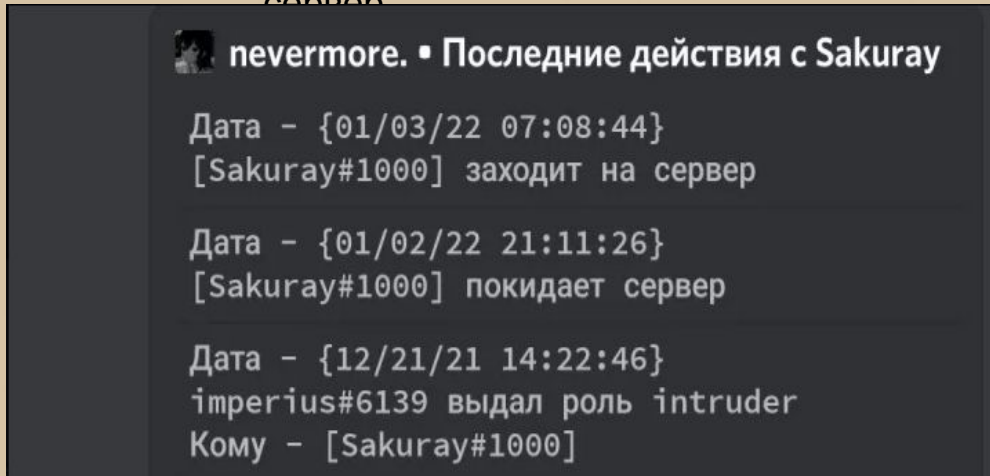 сервер
nevermore. • Последние действия с Sakuray
Дата - {01/03/22 07:08:44}
[Sakuray#1000] заходит на сервер
Дата - {01/02/22 21:11:26}
[Sakuray#1000] покидает сервер
Дата - {12/21/21 14:22:46}
imperius#6139 выдал роль intruder
Кому - [Sakuray#1000]